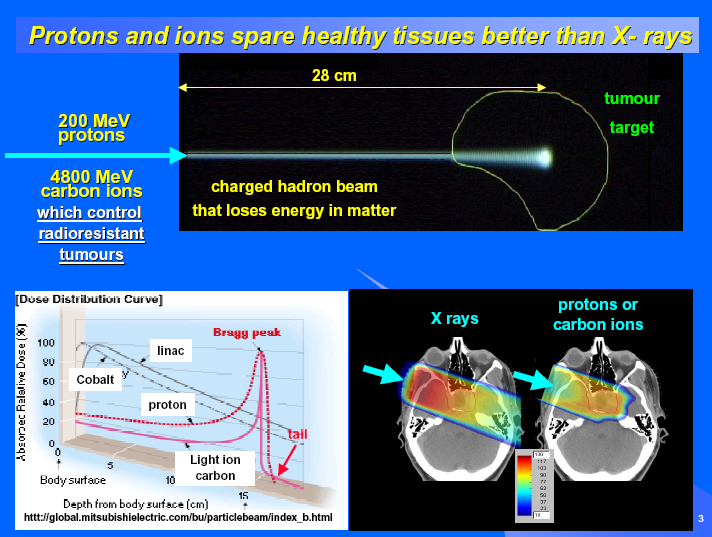 Protons and ions spare healthy tissues better than X- rays
28 cm
tumour
target
200 MeV
protons
4800 MeV
carbon ions
which control
radioresistant
tumours
charged hadron beam
that loses energy in matter
[Dose Distribution Curve]
Absorbed Relative Dose (%)
100
80
60
40
20
0
Bragg peak
linac
Cobalt
proton
Light ion
carbon
tail
5
10
15
Body surface
Depth from body surface (cm)
htt://global.mitsubishielectric.com/bu/particlebeam/index_b.html
X rays
protons or
carbon ions
130
117
103
90
77
63
50
37
23
10
3